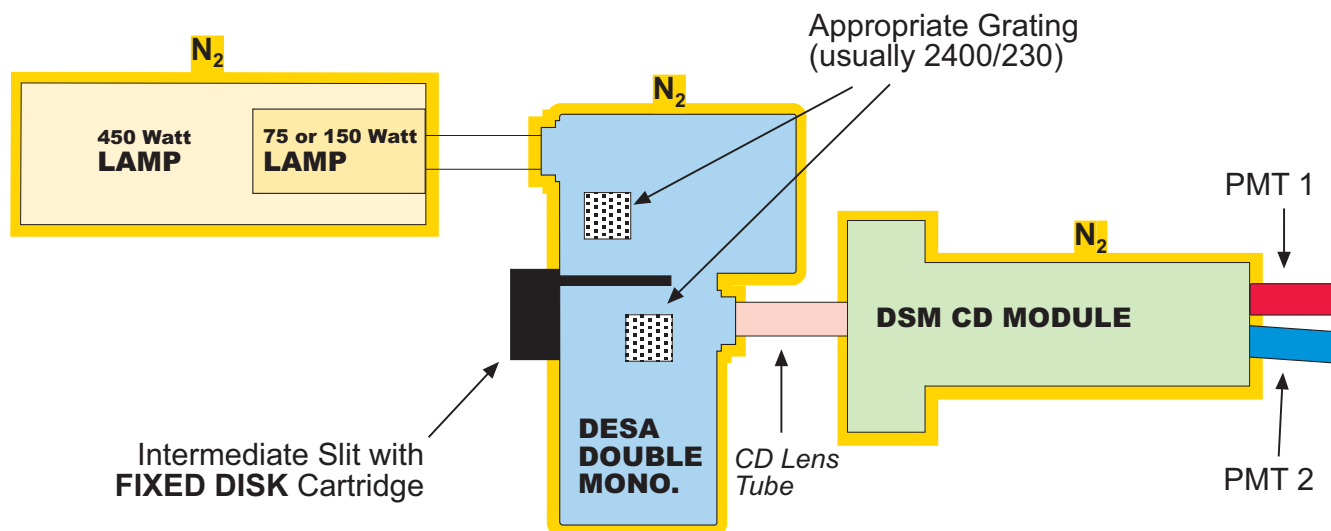 N2
450 Watt
LAMP
75 or 150 Watt
LAMP
Appropriate Grating
(usually 2400/230)
N2
N2
PMT 1
DSM CD MODULE
Intermediate Slit with
FIXED DISK Cartridge
DESA
DOUBLE
MONO.
CD Lens
Tube
PMT 2